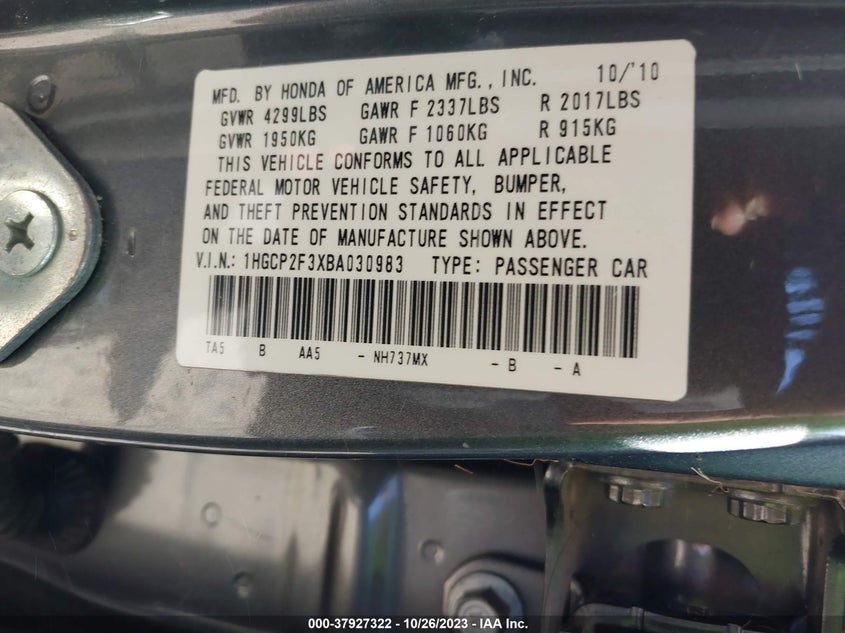 MFD. BY HONDA OF AMERICA MFG., INC. 10/'10
GVWR 4299LBS GAWR F 2337LBS R 2017LBS
GVWR 1950KG GAWR F 1060KG R 915KG
THIS VEHICLE CONFORMS TO ALL APPLICABLE
FEDERAL MOTOR VEHICLE SAFETY, BUMPER,
AND THEFT PREVENTION STANDARDS IN EFFECT
ON THE DATE OF MANUFACTURE SHOWN ABOVE.
V.I.N.: 1HGCP2F3XBA030983 TYPE: PASSENGER CAR
TA5 B AA5 - NH737MX - B - A
000-37927322 - 10/26/2023 - IAA Inc.